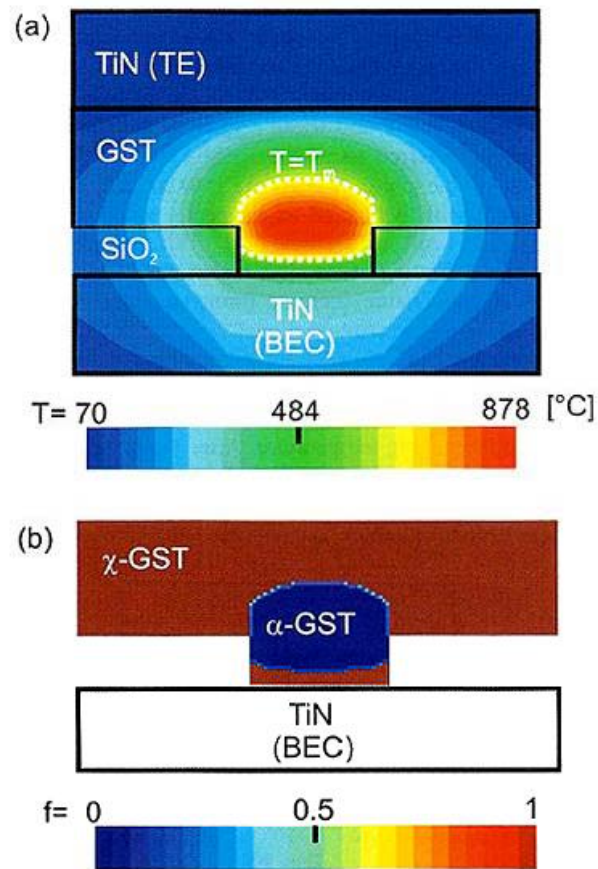 (a)
TiN (TE)
GST
T=Tm
SiO2
TiN
(BEC)
T= 70 484 878 [°C]
(b)
χ-GST
α-GST
TiN
(BEC)
f= 0 0.5 1